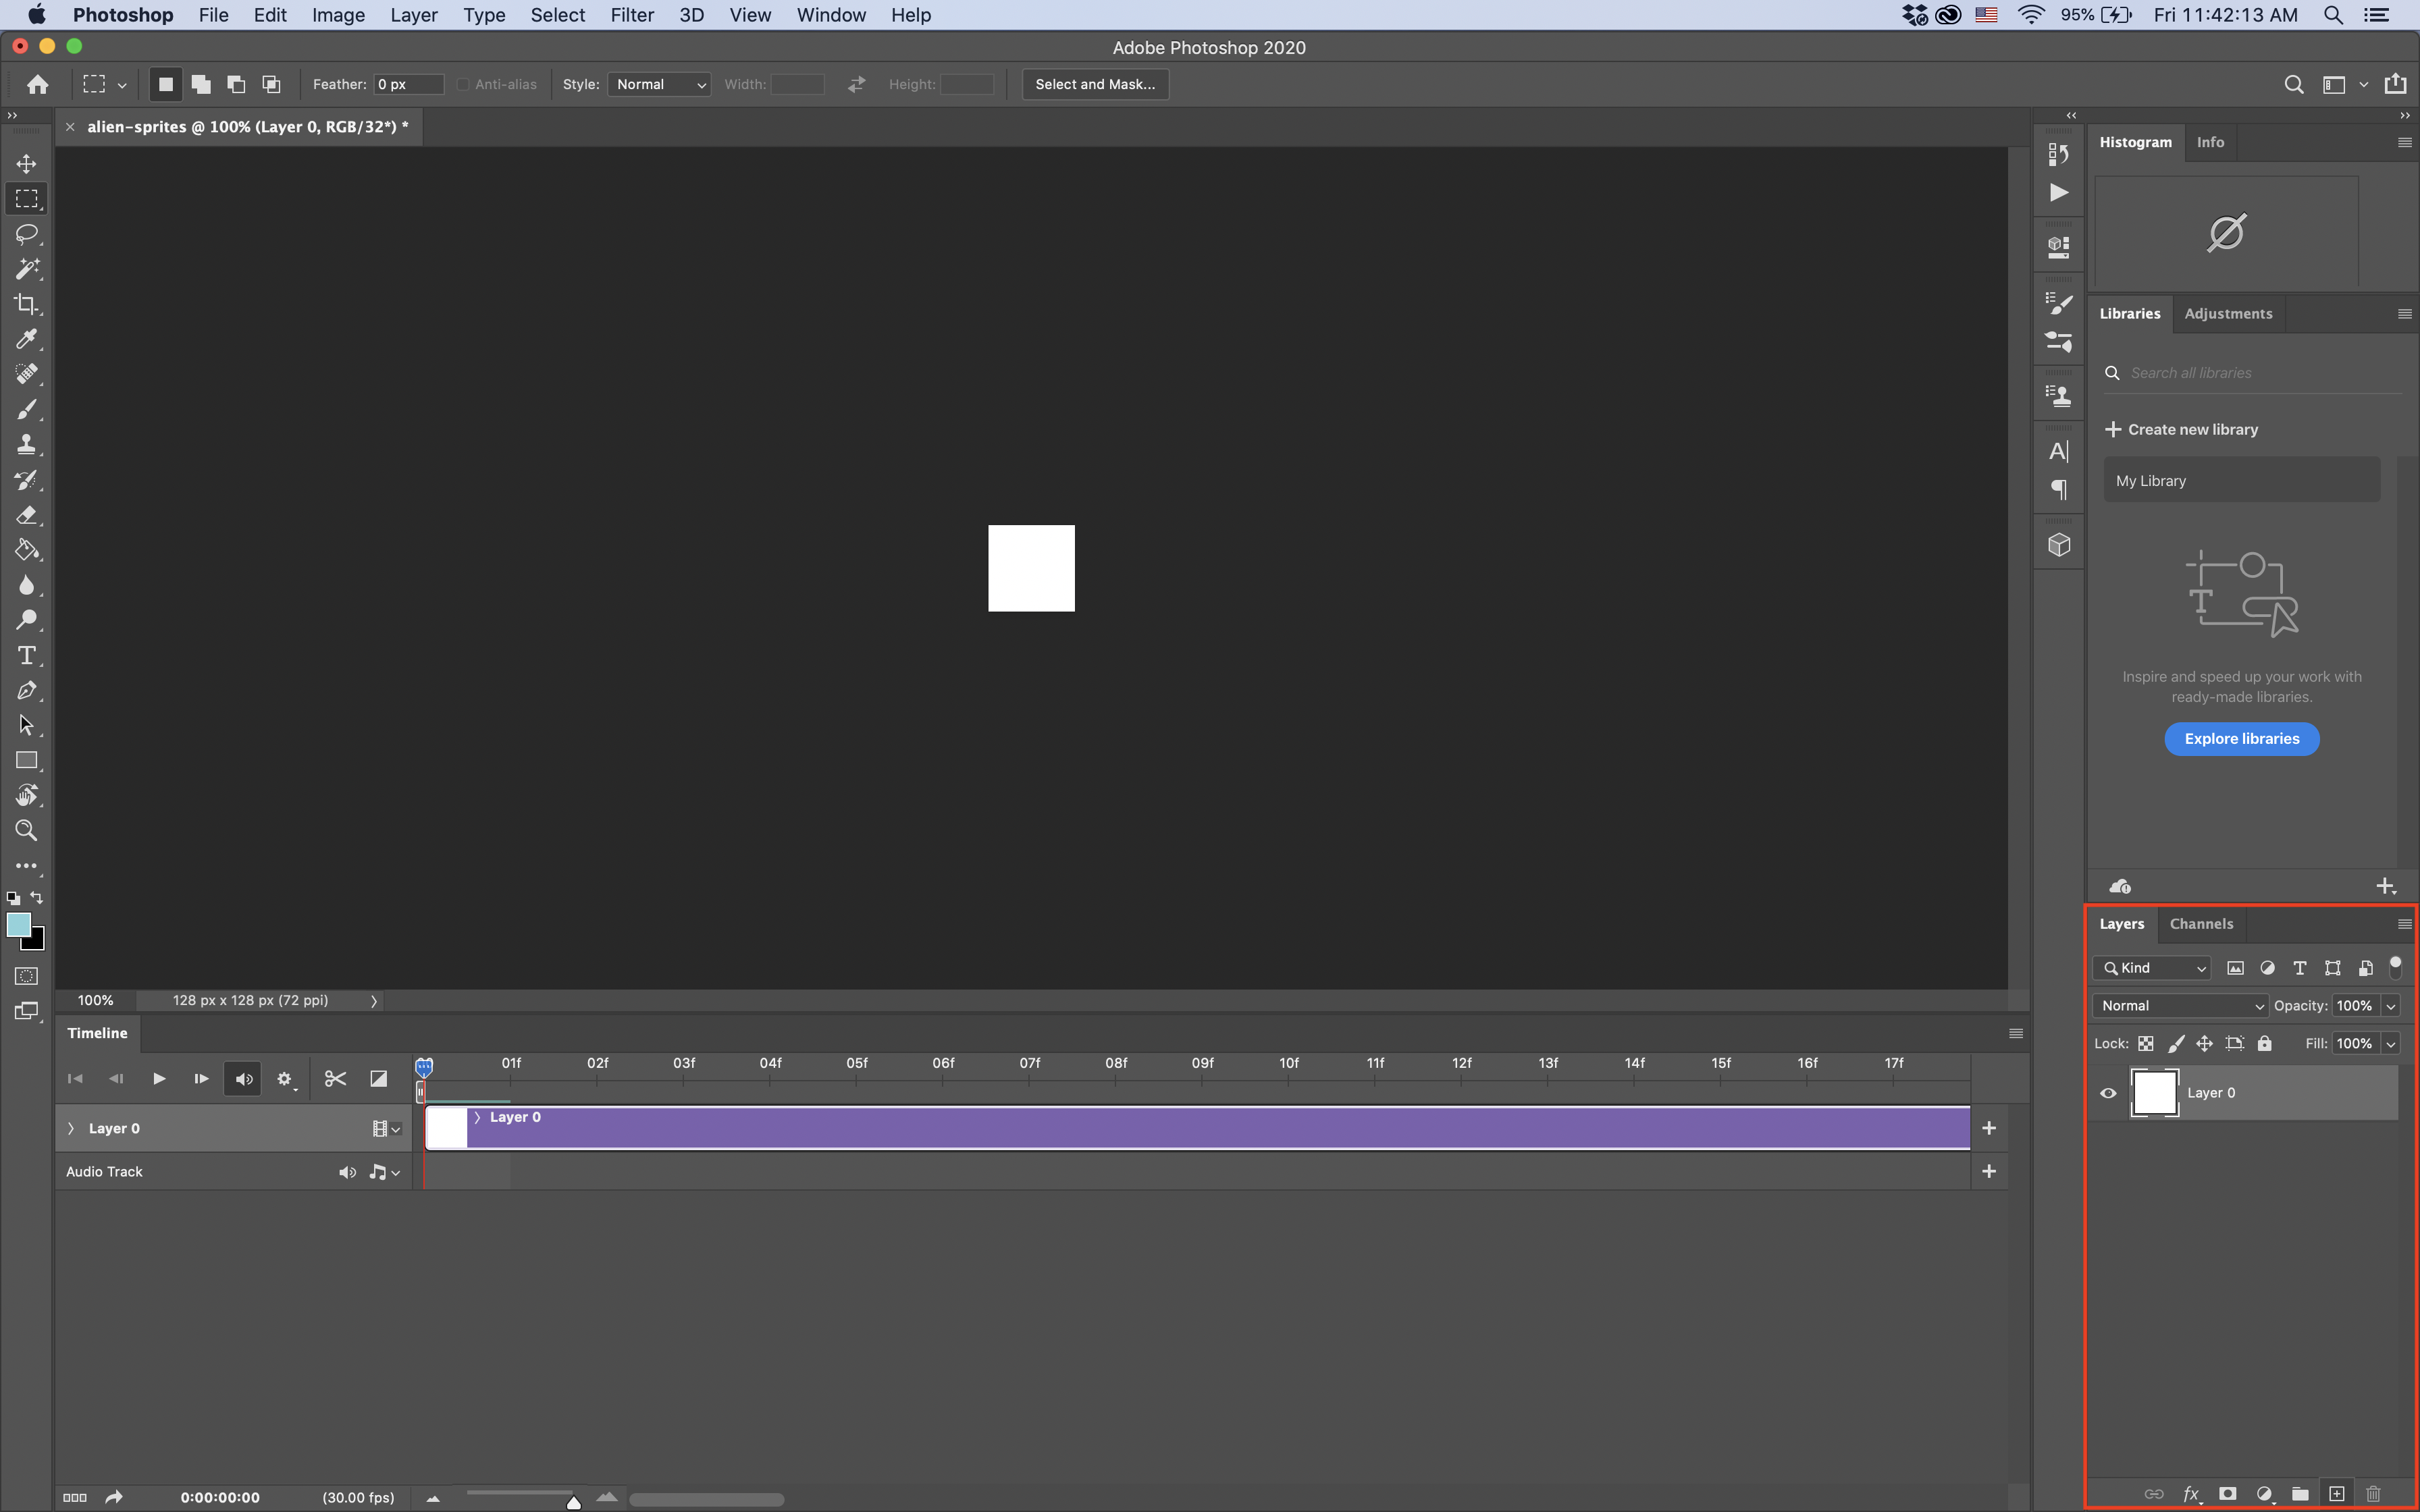 Photoshop File Edit Image Layer Type Select Filter 3D View Window Help 95% Fri 11:42:13 AM
Adobe Photoshop 2020
Feather: 0 px Anti-alias Style: Normal Width: Height: Select and Mask...
alien-sprites @ 100% (Layer 0, RGB/32*) *
Histogram Info
Libraries Adjustments
Search all libraries
Create new library
My Library
Inspire and speed up your work with
ready-made libraries.
Explore libraries
Layers Channels
Kind
Normal Opacity: 100%
Lock: Fill: 100%
Layer 0
fx
100% 128 px x 128 px (72 ppi)
Timeline
01f 02f 03f 04f 05f 06f 07f 08f 09f 10f 11f 12f 13f 14f 15f 16f 17f
Layer 0 Layer 0
Audio Track
0:00:00:00 (30.00 fps)